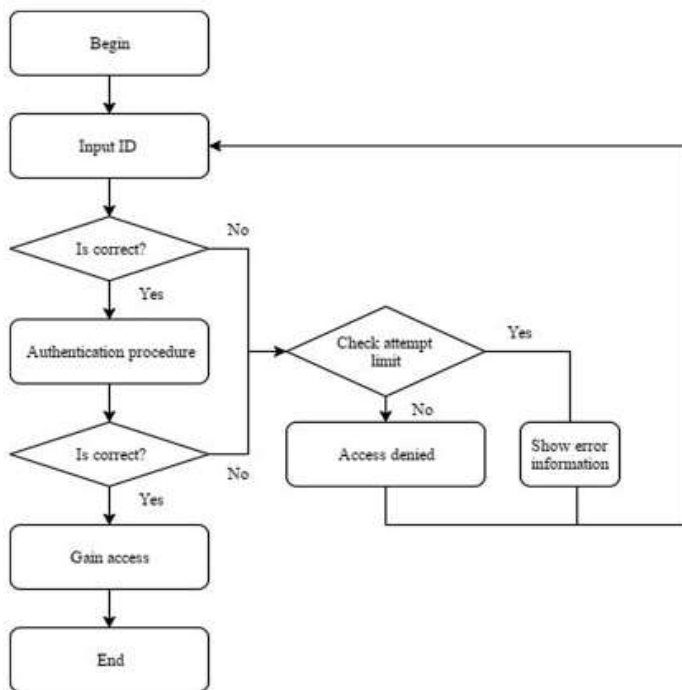 Begin
Input ID
No
Is correct?
Yes
Authentication procedure
Check attempt
limit
Yes
No
Is correct?
No
Access denied
Show error
information
Yes
Gain access
End